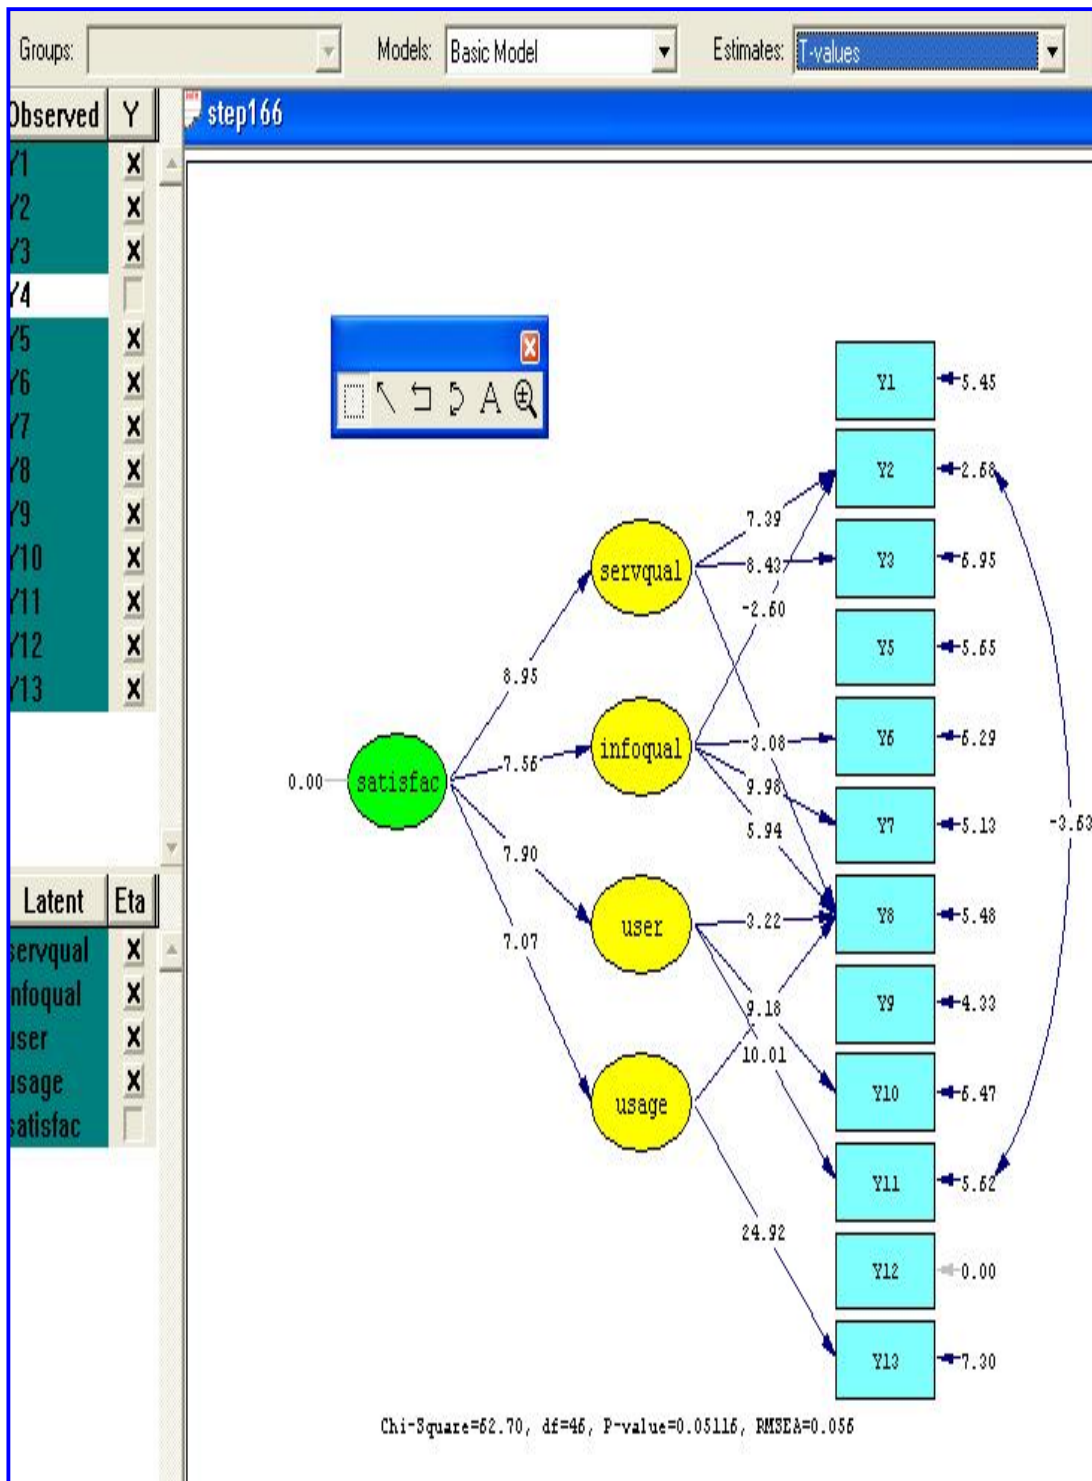 Groups: Models: Basic Model Estimates: T-values
Observed Y
step166
Y1
Y2
Y3
Y4
Y5
Y6
Y7
Y8
Y9
Y10
Y11
Y12
Y13
A
Latent Eta
servqual
infoqual
user
usage
satisfac
0.00
satisfac
8.95
7.56
7.90
7.07
servqual
infoqual
user
usage
7.39
8.43
-2.60
-3.08
9.98
5.94
3.22
9.18
10.01
24.92
Y1 5.45
Y2 2.68
Y3 6.95
Y5 5.65
Y6 6.29
Y7 5.13
Y8 5.48
Y9 4.33
Y10 6.47
Y11 5.62
Y12 0.00
Y13 7.30
-3.63
Chi-Square=62.70, df=46, P-value=0.05116, RMSEA=0.056